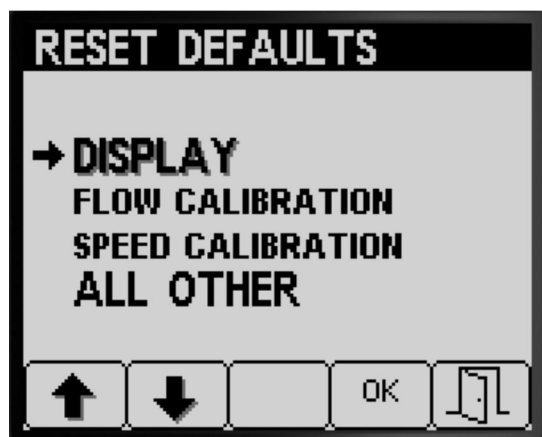 RESET DEFAULTS
DISPLAY
FLOW CALIBRATION
SPEED CALIBRATION
ALL OTHER
OK